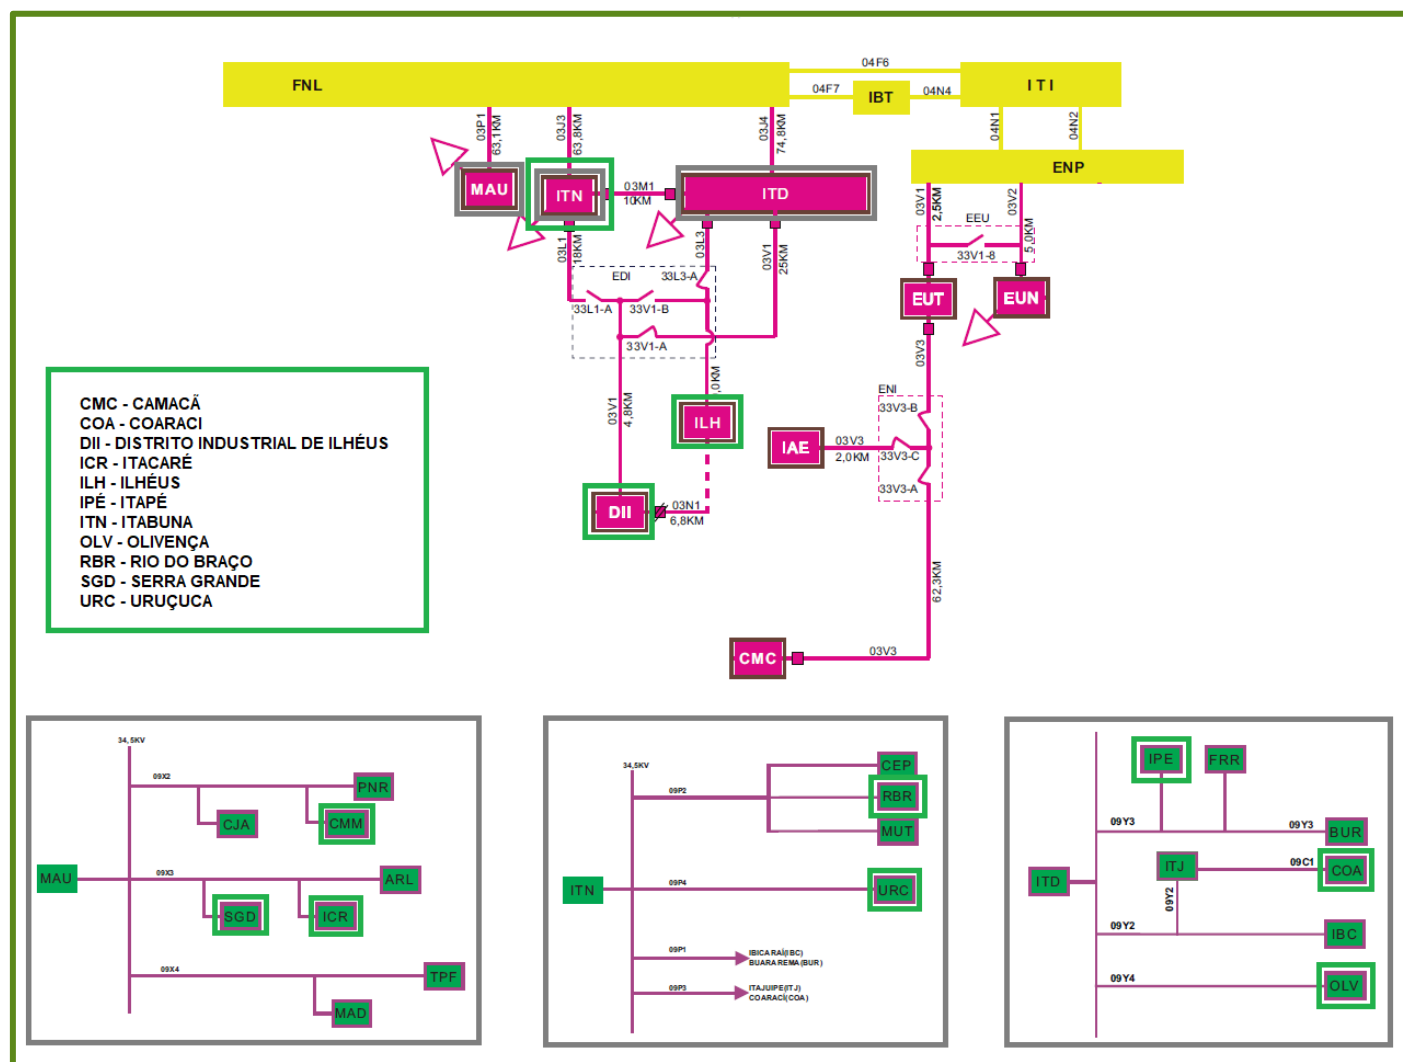 FNL
04F6
04F7
IBT
04N4
I T I
03P1
63,1KM
03J3
63,8KM
03J4
74,8KM
04N1
04N2
ENP
MAU
ITN
03M1
10KM
ITD
03V1
2,5KM
03V2
5,0KM
EEU
33V1-8
03L1
18KM
03L3
03V1
25KM
EDI
33L3-A
33L1-A
33V1-B
33V1-A
EUT
EUN
03V3
03V1
4,8KM
,0KM
ILH
ENI
33V3-B
IAE
03V3
2,0KM
33V3-C
33V3-A
DII
03N1
6,8KM
62,3KM
CMC
03V3
CMC - CAMACÃ
COA - COARACI
DII - DISTRITO INDUSTRIAL DE ILHÉUS
ICR - ITACARÉ
ILH - ILHÉUS
IPÉ - ITAPÉ
ITN - ITABUNA
OLV - OLIVENÇA
RBR - RIO DO BRAÇO
SGD - SERRA GRANDE
URC - URUÇUCA
34,5KV
09X2
PNR
CJA
CMM
MAU
09X3
ARL
SGD
ICR
09X4
TPF
MAD
34,5KV
CEP
09P2
RBR
MUT
ITN
09P4
URC
09P1
IBICARAÍ(IBC)
BUARAREMA(BUR)
09P3
ITAJUIPE(ITJ)
COARACÍ(COA)
IPE
FRR
09Y3
09Y3
BUR
ITJ
09C1
COA
ITD
09Y2
09Y2
IBC
09Y4
OLV